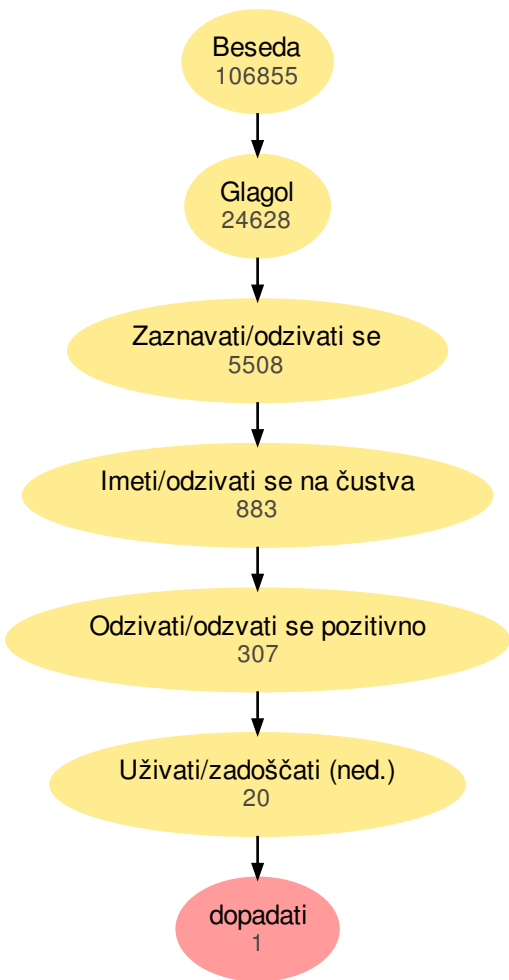 Beseda
106855
Glagol
24628
Zaznavati/odzivati se
5508
Imeti/odzivati se na čustva
883
Odzivati/odzvati se pozitivno
307
Uživati/zadoščati (ned.)
20
dopadati
1